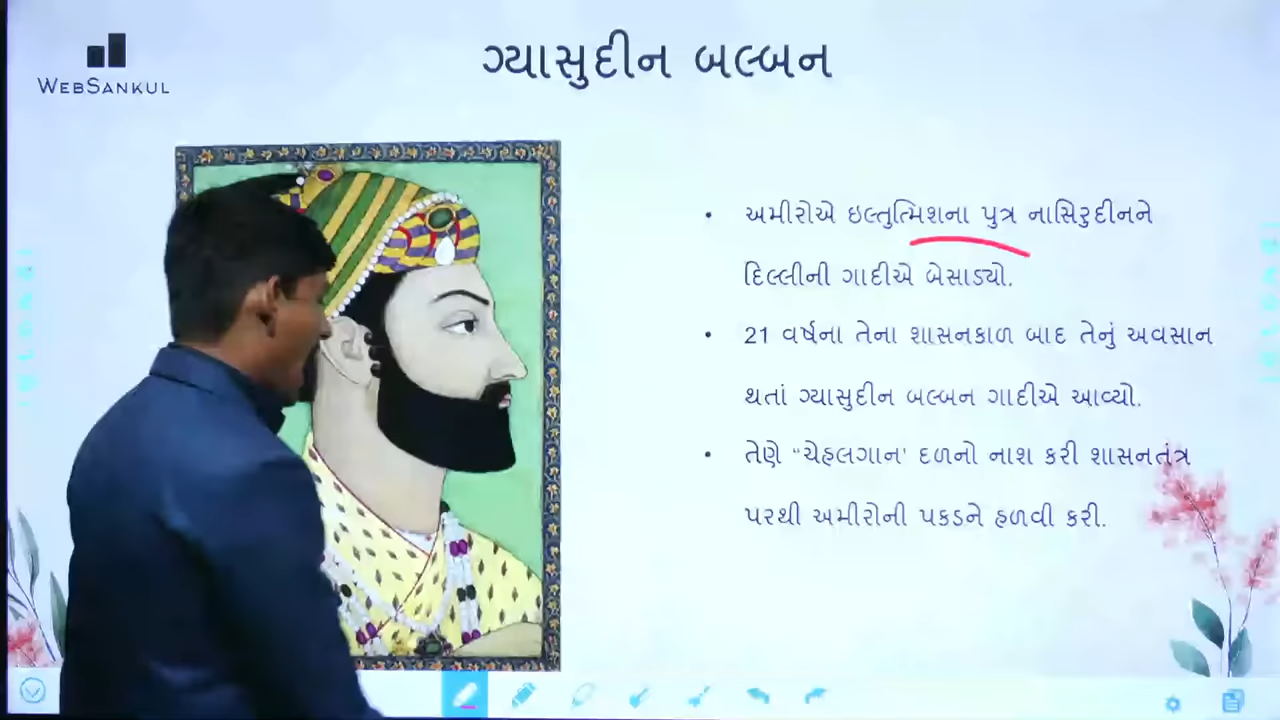 WEBSANKUL
ગ્યાસુદીન બલ્બન
• અમીરોએ ઇલ્તુત્મિશના પુત્ર નાસિરુદીનને
દિલ્લીની ગાદીએ બેસાડ્યો.
• 21 વર્ષના તેના શાસનકાળ બાદ તેનું અવસાન
થતાં ગ્યાસુદીન બલ્બન ગાદીએ આવ્યો.
• તેણે “ચેહલગાન' દળનો નાશ કરી શાસનતંત્ર
પરથી અમીરોની પકડને હળવી કરી.